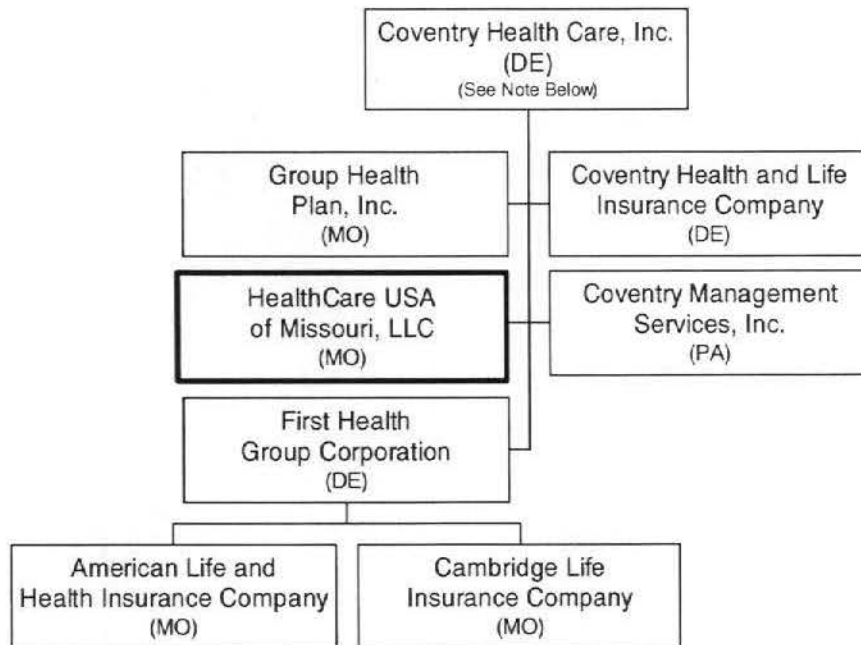 Coventry Health Care, Inc.
(DE)
(See Note Below)
Group Health
Plan, Inc.
(MO)
Coventry Health and Life
Insurance Company
(DE)
HealthCare USA
of Missouri, LLC
(MO)
Coventry Management
Services, Inc.
(PA)
First Health
Group Corporation
(DE)
American Life and
Health Insurance Company
(MO)
Cambridge Life
Insurance Company
(MO)